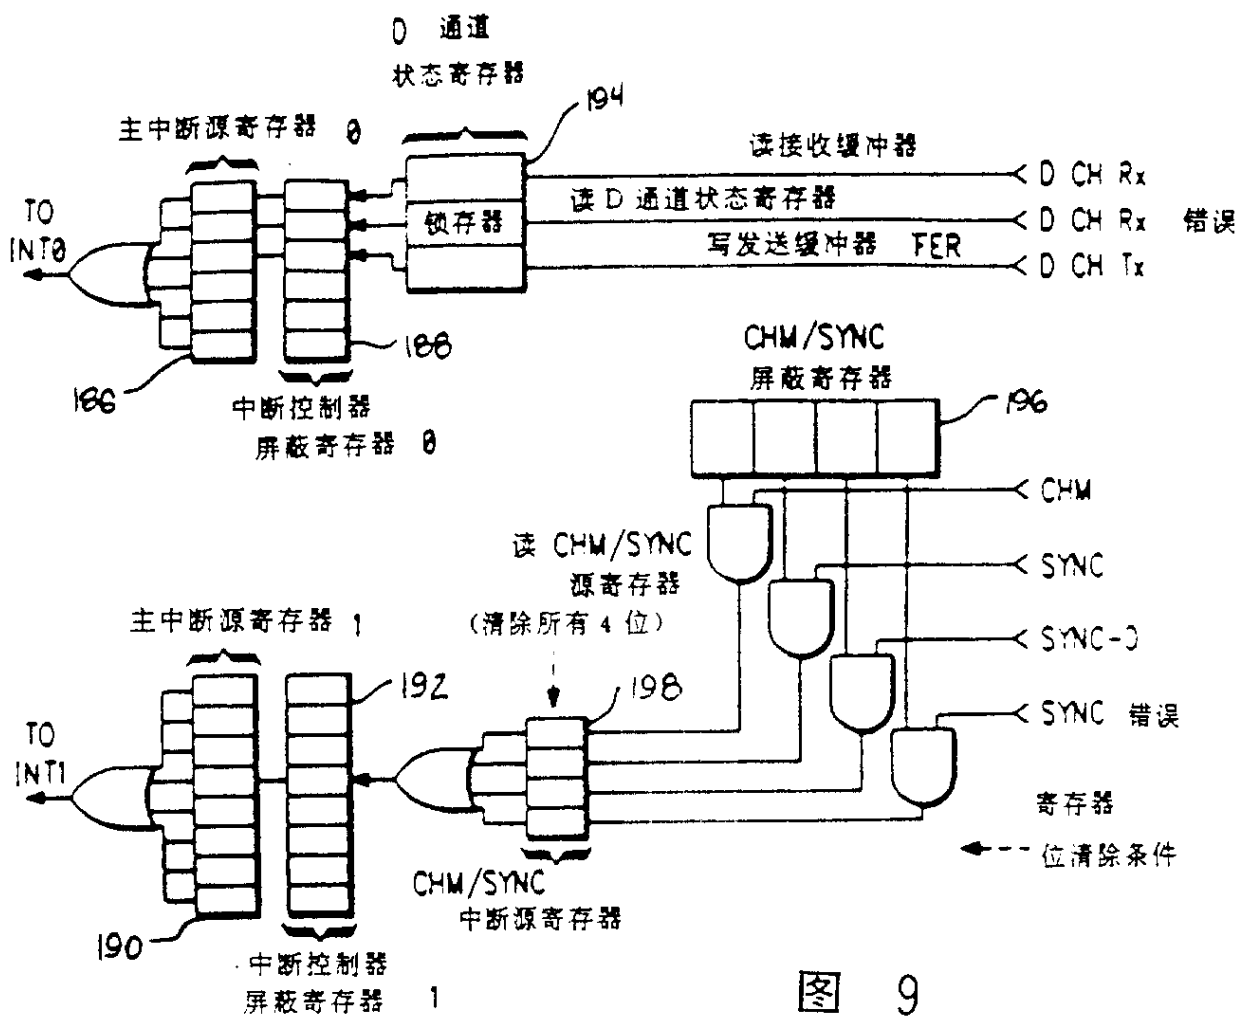 D 通道
状态寄存器
194
主中断源寄存器 0
读接收缓冲器
D CH Rx
读 D 通道状态寄存器
锁存器
D CH Rx 错误
TO
INT0
写发送缓冲器 FER
D CH Tx
188
186
中断控制器
屏蔽寄存器 0
CHM/SYNC
屏蔽寄存器
196
CHM
读 CHM/SYNC
源寄存器
(清除所有 4 位)
SYNC
SYNC-D
SYNC 错误
主中断源寄存器 1
192
198
TO
INT1
寄存器
位清除条件
CHM/SYNC
中断源寄存器
190
中断控制器
屏蔽寄存器 1
图 9